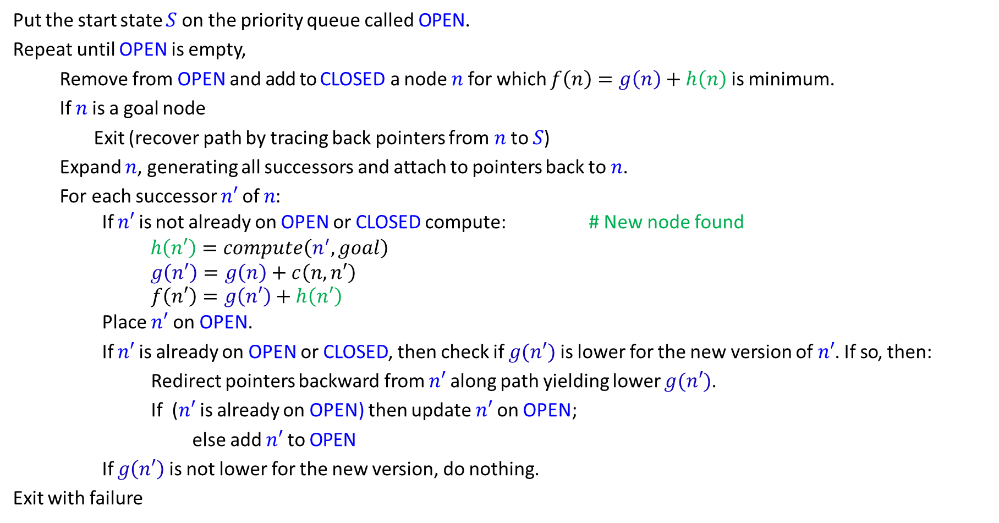 Put the start state S on the priority queue called OPEN.
Repeat until OPEN is empty,
Remove from OPEN and add to CLOSED a node n for which f(n) = g(n) + h(n) is minimum.
If n is a goal node
Exit (recover path by tracing back pointers from n to S)
Expand n, generating all successors and attach to pointers back to n.
For each successor n′ of n:
If n′ is not already on OPEN or CLOSED compute: # New node found
h(n′) = compute(n′, goal)
g(n′) = g(n) + c(n, n′)
f(n′) = g(n′) + h(n′)
Place n′ on OPEN.
If n′ is already on OPEN or CLOSED, then check if g(n′) is lower for the new version of n′. If so, then:
Redirect pointers backward from n′ along path yielding lower g(n′).
If (n′ is already on OPEN) then update n′ on OPEN;
else add n′ to OPEN
If g(n′) is not lower for the new version, do nothing.
Exit with failure